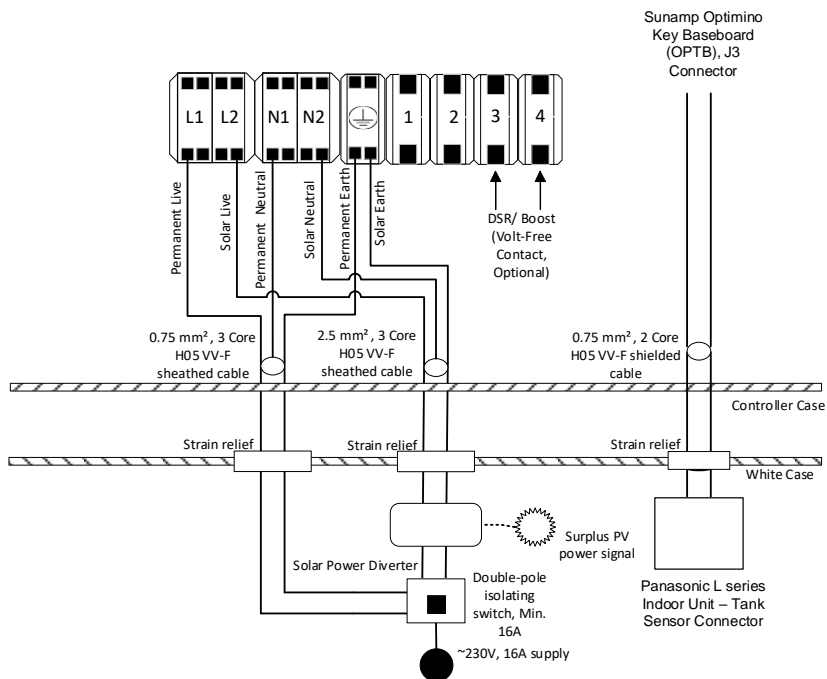 Sunamp Optimino
Key Baseboard
(OPTB), J3
Connector
L1
L2
N1
N2
1
2
3
4
Permanent Live
Solar Live
Permanent Neutral
Solar Neutral
Permanent Earth
Solar Earth
DSR/ Boost
(Volt-Free
Contact,
Optional)
0.75 mm², 3 Core
H05 VV-F
sheathed cable
2.5 mm², 3 Core
H05 VV-F
sheathed cable
0.75 mm², 2 Core
H05 VV-F shielded
cable
Controller Case
Strain relief
Strain relief
Strain relief
White Case
Surplus PV
power signal
Solar Power Diverter
Double-pole
isolating
switch, Min.
16A
~230V, 16A supply
Panasonic L series
Indoor Unit – Tank
Sensor Connector